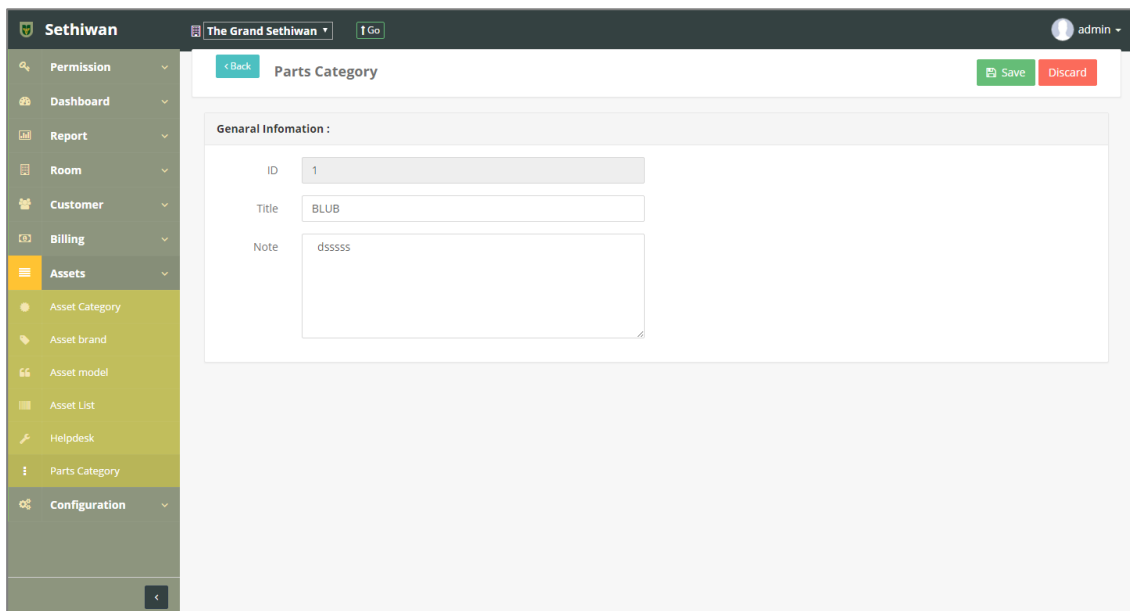 Sethiwan
The Grand Sethiwan
Go
admin
Permission
Dashboard
Report
Room
Customer
Billing
Assets
Asset Category
Asset brand
Asset model
Asset List
Helpdesk
Parts Category
Configuration
Back
Parts Category
Save
Discard
Genaral Infomation :
ID 1
Title BLUB
Note dsssss